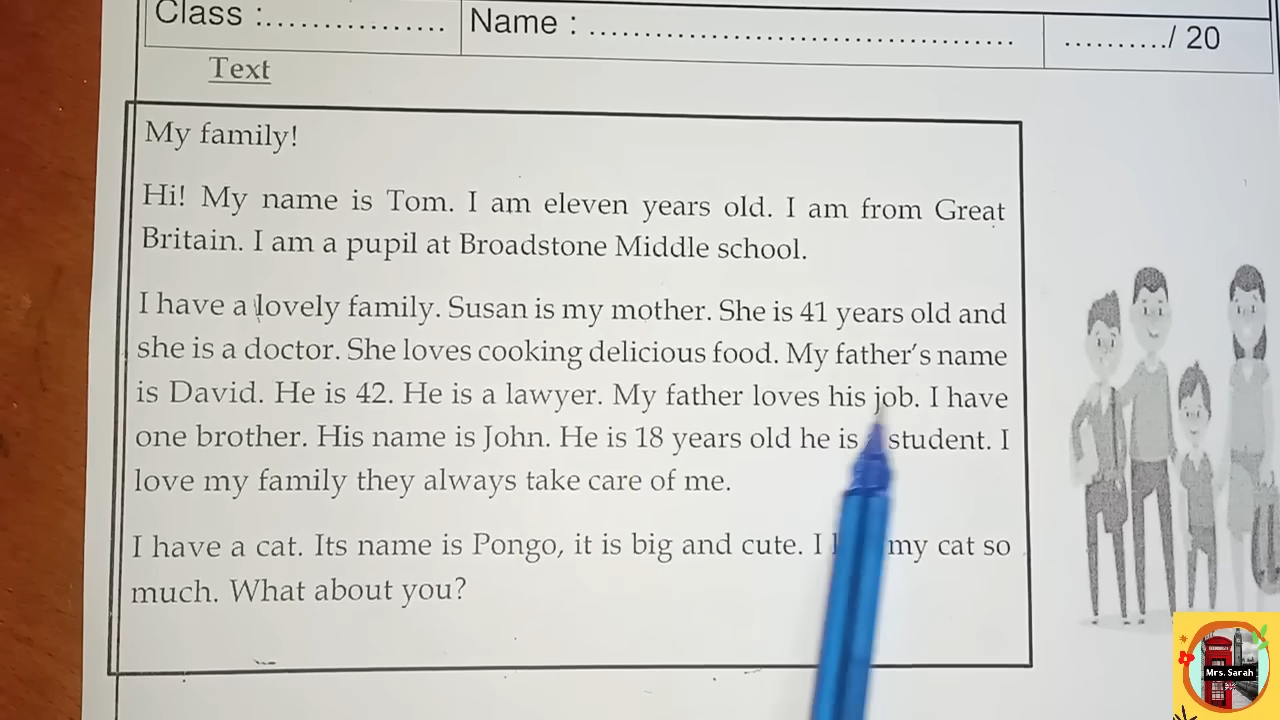 Class :................
Name : .......................................
........../ 20
Text
My family!
Hi! My name is Tom. I am eleven years old. I am from Great
Britain. I am a pupil at Broadstone Middle school.
I have a lovely family. Susan is my mother. She is 41 years old and
she is a doctor. She loves cooking delicious food. My father's name
is David. He is 42. He is a lawyer. My father loves his job. I have
one brother. His name is John. He is 18 years old he is student. I
love my family they always take care of me.
I have a cat. Its name is Pongo, it is big and cute. I my cat so
much. What about you?
Mrs. Sarah